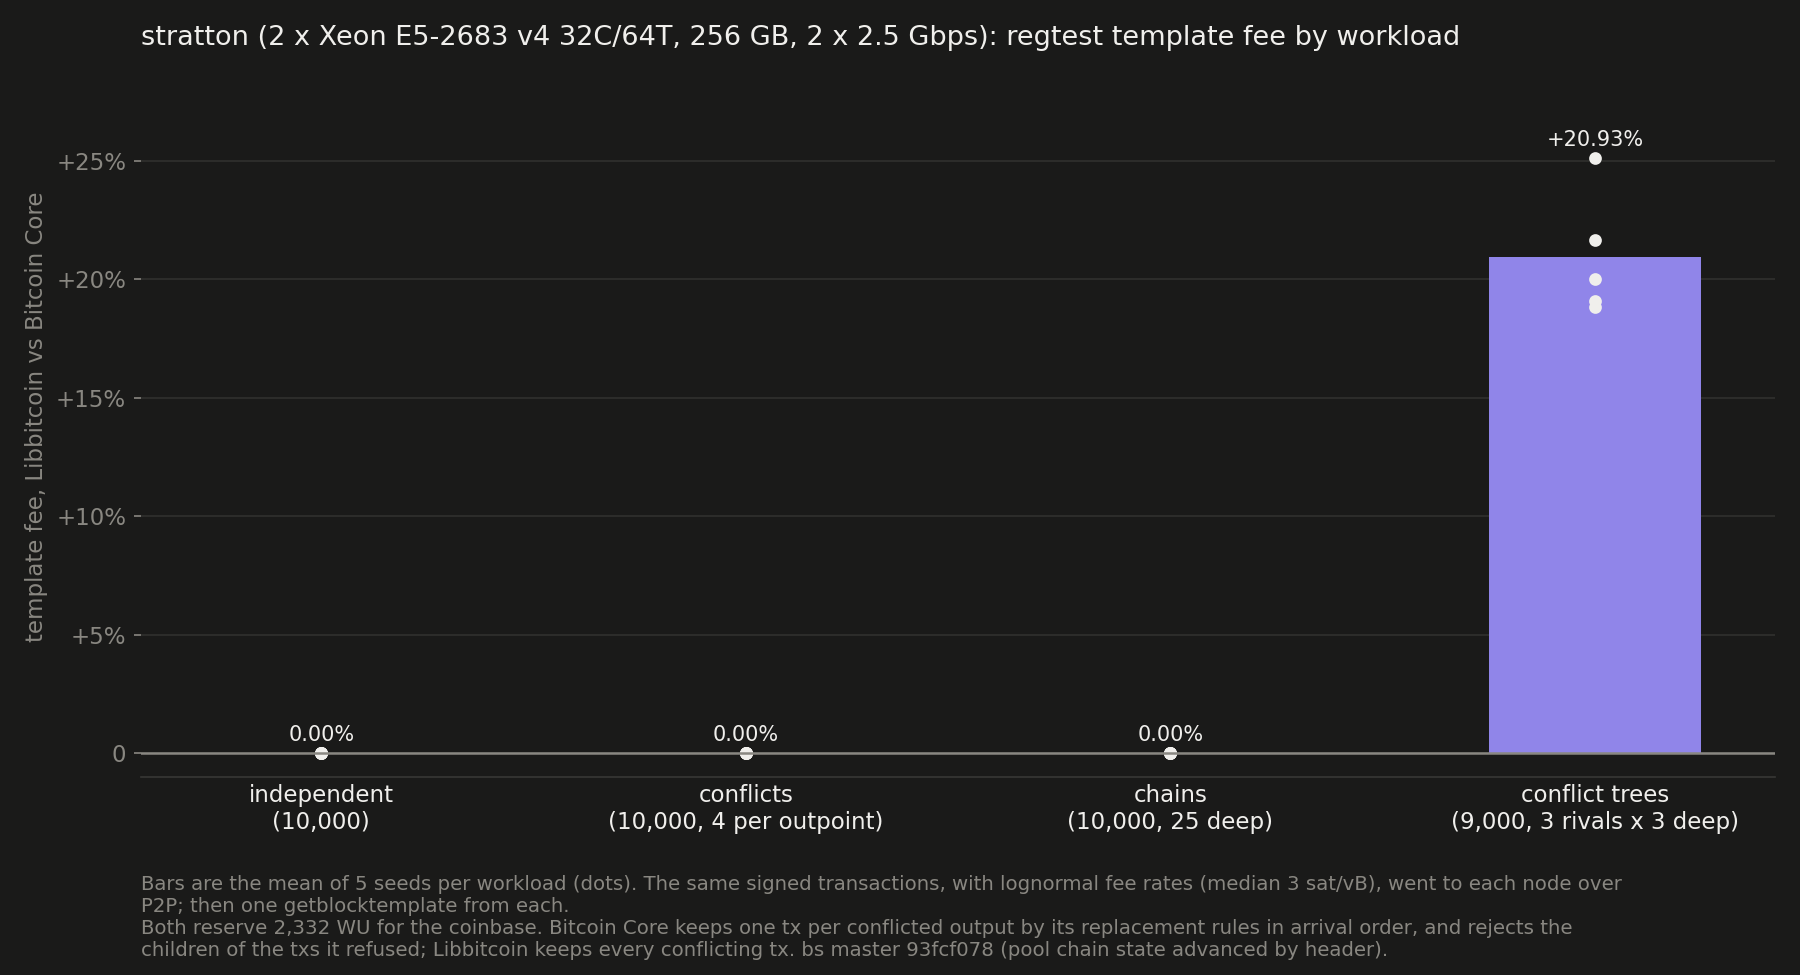 stratton (2 x Xeon E5-2683 v4 32C/64T, 256 GB, 2 x 2.5 Gbps): regtest template fee by workload
template fee, Libbitcoin vs Bitcoin Core
+25%
+20%
+15%
+10%
+5%
0
0.00%
0.00%
0.00%
+20.93%
independent
(10,000)
conflicts
(10,000, 4 per outpoint)
chains
(10,000, 25 deep)
conflict trees
(9,000, 3 rivals x 3 deep)
Bars are the mean of 5 seeds per workload (dots). The same signed transactions, with lognormal fee rates (median 3 sat/vB), went to each node over
P2P; then one getblocktemplate from each.
Both reserve 2,332 WU for the coinbase. Bitcoin Core keeps one tx per conflicted output by its replacement rules in arrival order, and rejects the
children of the txs it refused; Libbitcoin keeps every conflicting tx. bs master 93fcf078 (pool chain state advanced by header).